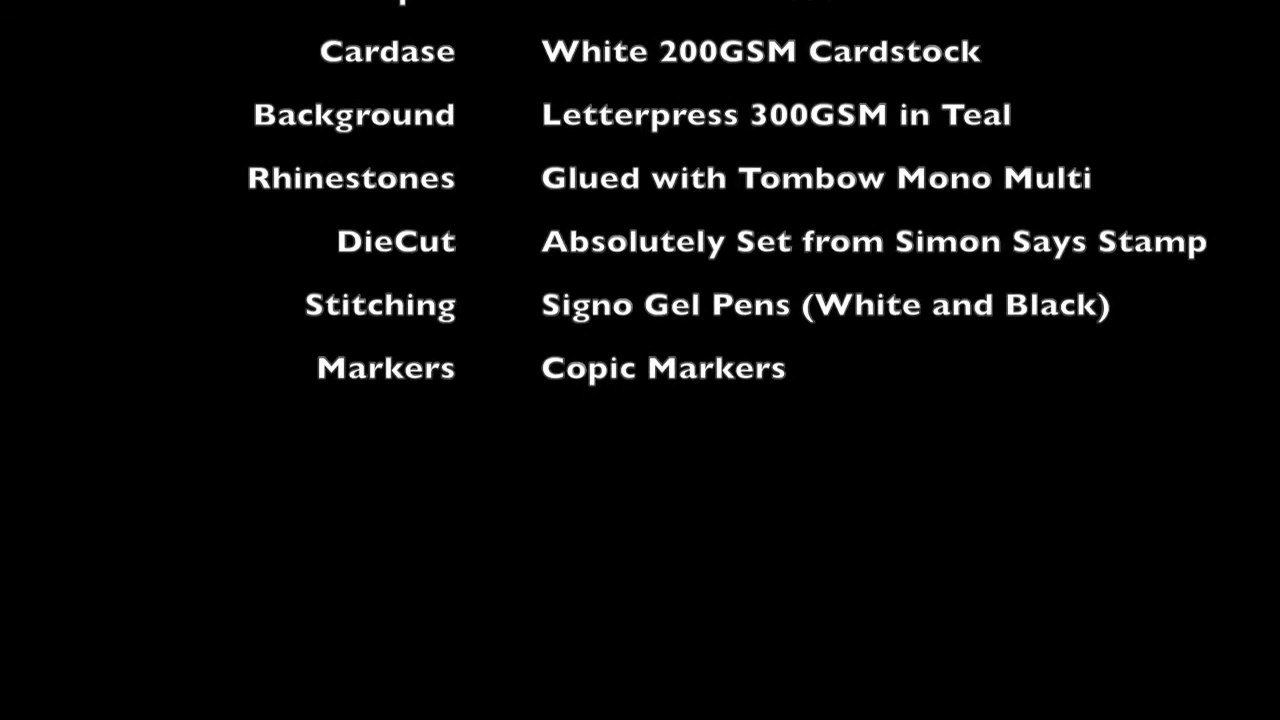 Cardase White 200GSM Cardstock
Background Letterpress 300GSM in Teal
Rhinestones Glued with Tombow Mono Multi
DieCut Absolutely Set from Simon Says Stamp
Stitching Signo Gel Pens (White and Black)
Markers Copic Markers